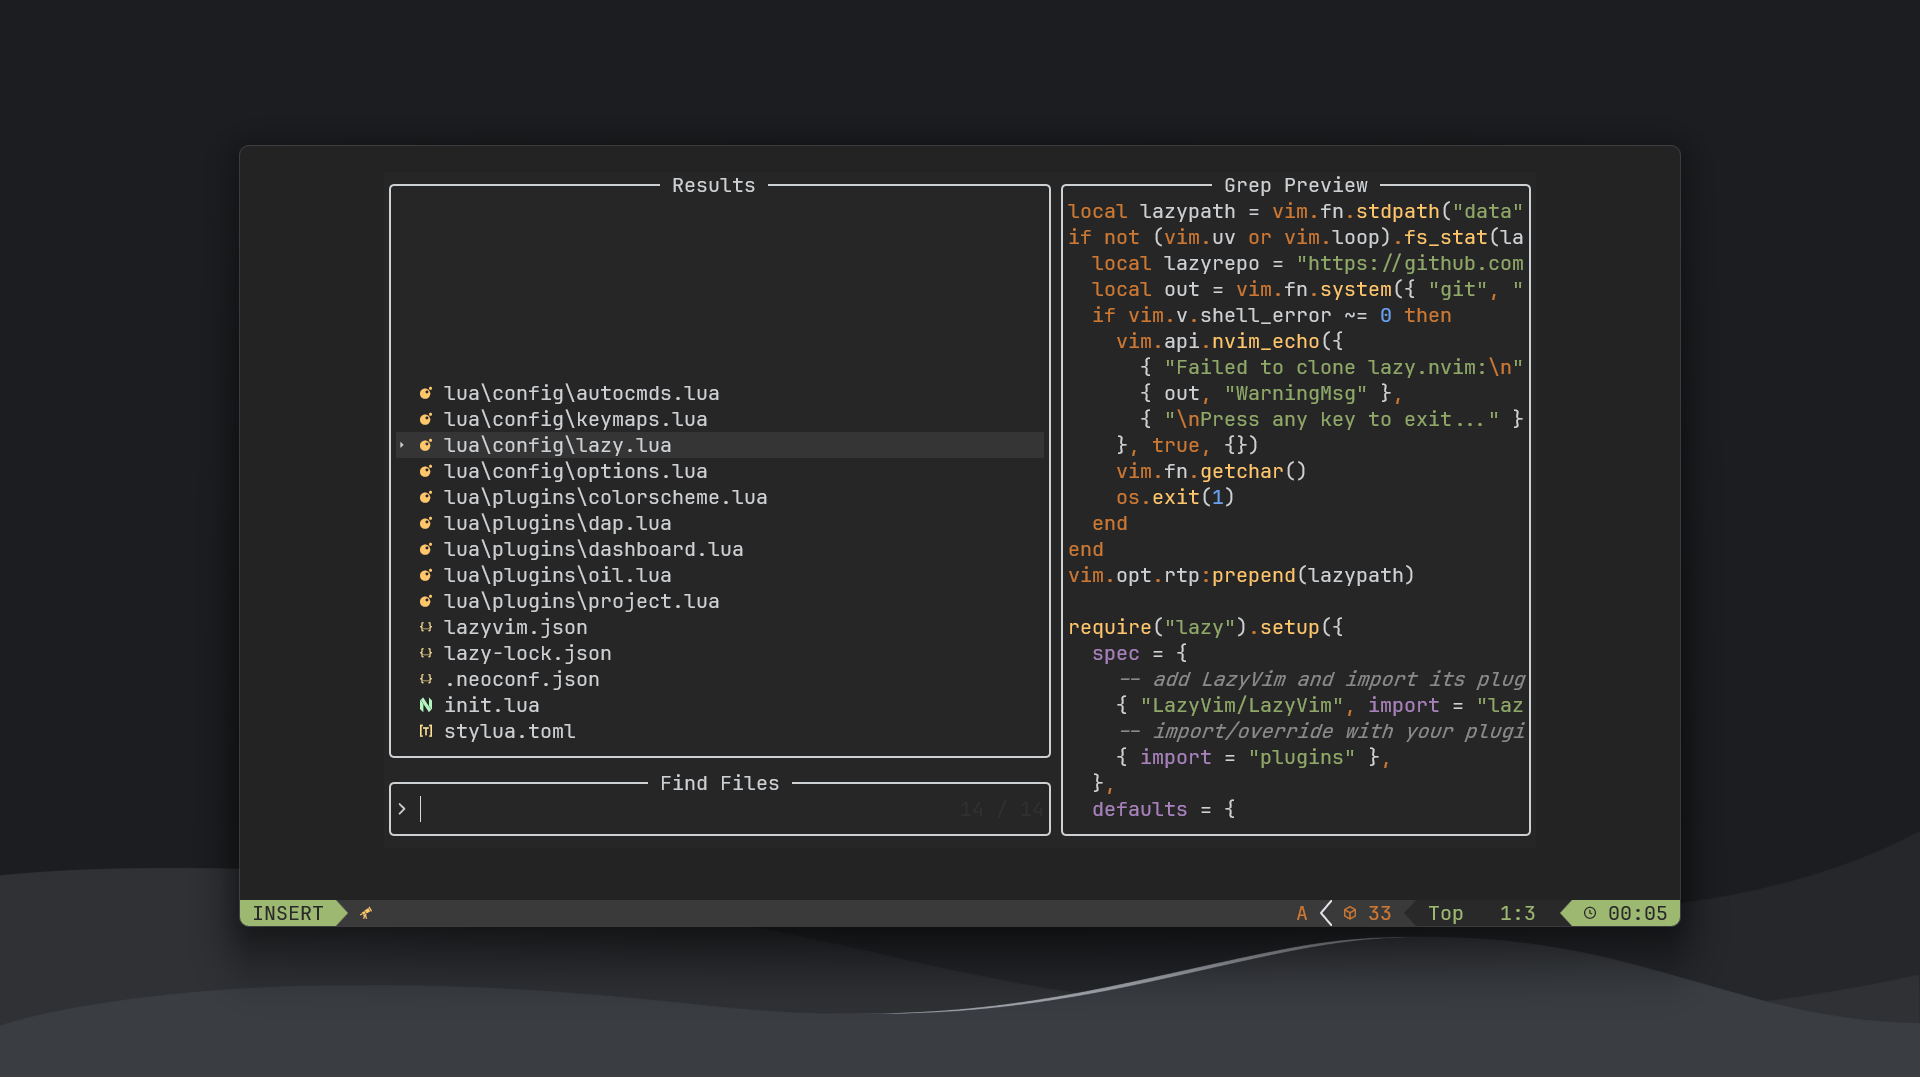 Results
lua\config\autocmds.lua
lua\config\keymaps.lua
lua\config\lazy.lua
lua\config\options.lua
lua\plugins\colorscheme.lua
lua\plugins\dap.lua
lua\plugins\dashboard.lua
lua\plugins\oil.lua
lua\plugins\project.lua
lazyvim.json
lazy-lock.json
.neoconf.json
init.lua
stylua.toml
Find Files
> 14 / 14
Grep Preview
local lazypath = vim.fn.stdpath("data"
if not (vim.uv or vim.loop).fs_stat(la
  local lazyrepo = "https://github.com
  local out = vim.fn.system({ "git", "
  if vim.v.shell_error ~= 0 then
    vim.api.nvim_echo({
      { "Failed to clone lazy.nvim:\n"
      { out, "WarningMsg" },
      { "\nPress any key to exit..." }
    }, true, {})
    vim.fn.getchar()
    os.exit(1)
  end
end
vim.opt.rtp:prepend(lazypath)
require("lazy").setup({
  spec = {
    -- add LazyVim and import its plug
    { "LazyVim/LazyVim", import = "laz
    -- import/override with your plugi
    { import = "plugins" },
  },
  defaults = {
INSERT A 33 Top 1:3 00:05